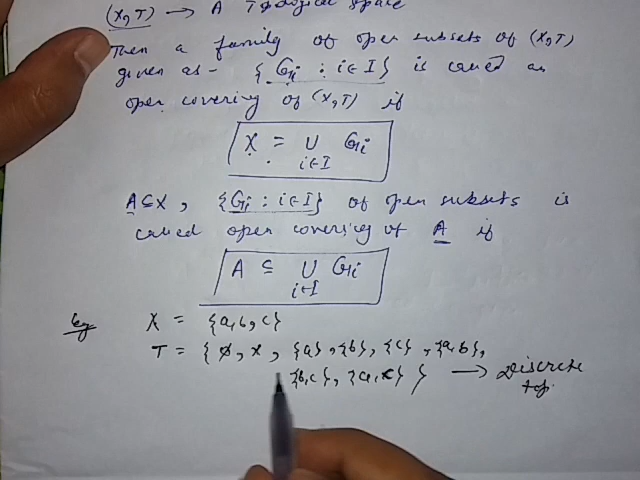 (X, T) → A Topological space
Then a family of open subsets of (X, T)
given as - { Gi : i ∈ I } is called an
open covering of (X, T) if
X = ∪ Gi
i ∈ I
A ⊆ X, { Gi : i ∈ I } of open subsets is
called open covering of A if
A ⊆ ∪ Gi
i ∈ I
eg X = {a, b, c}
T = { φ, X, {a}, {b}, {c}, {a, b},
{b, c}, {a, c} } → Discrete
top.